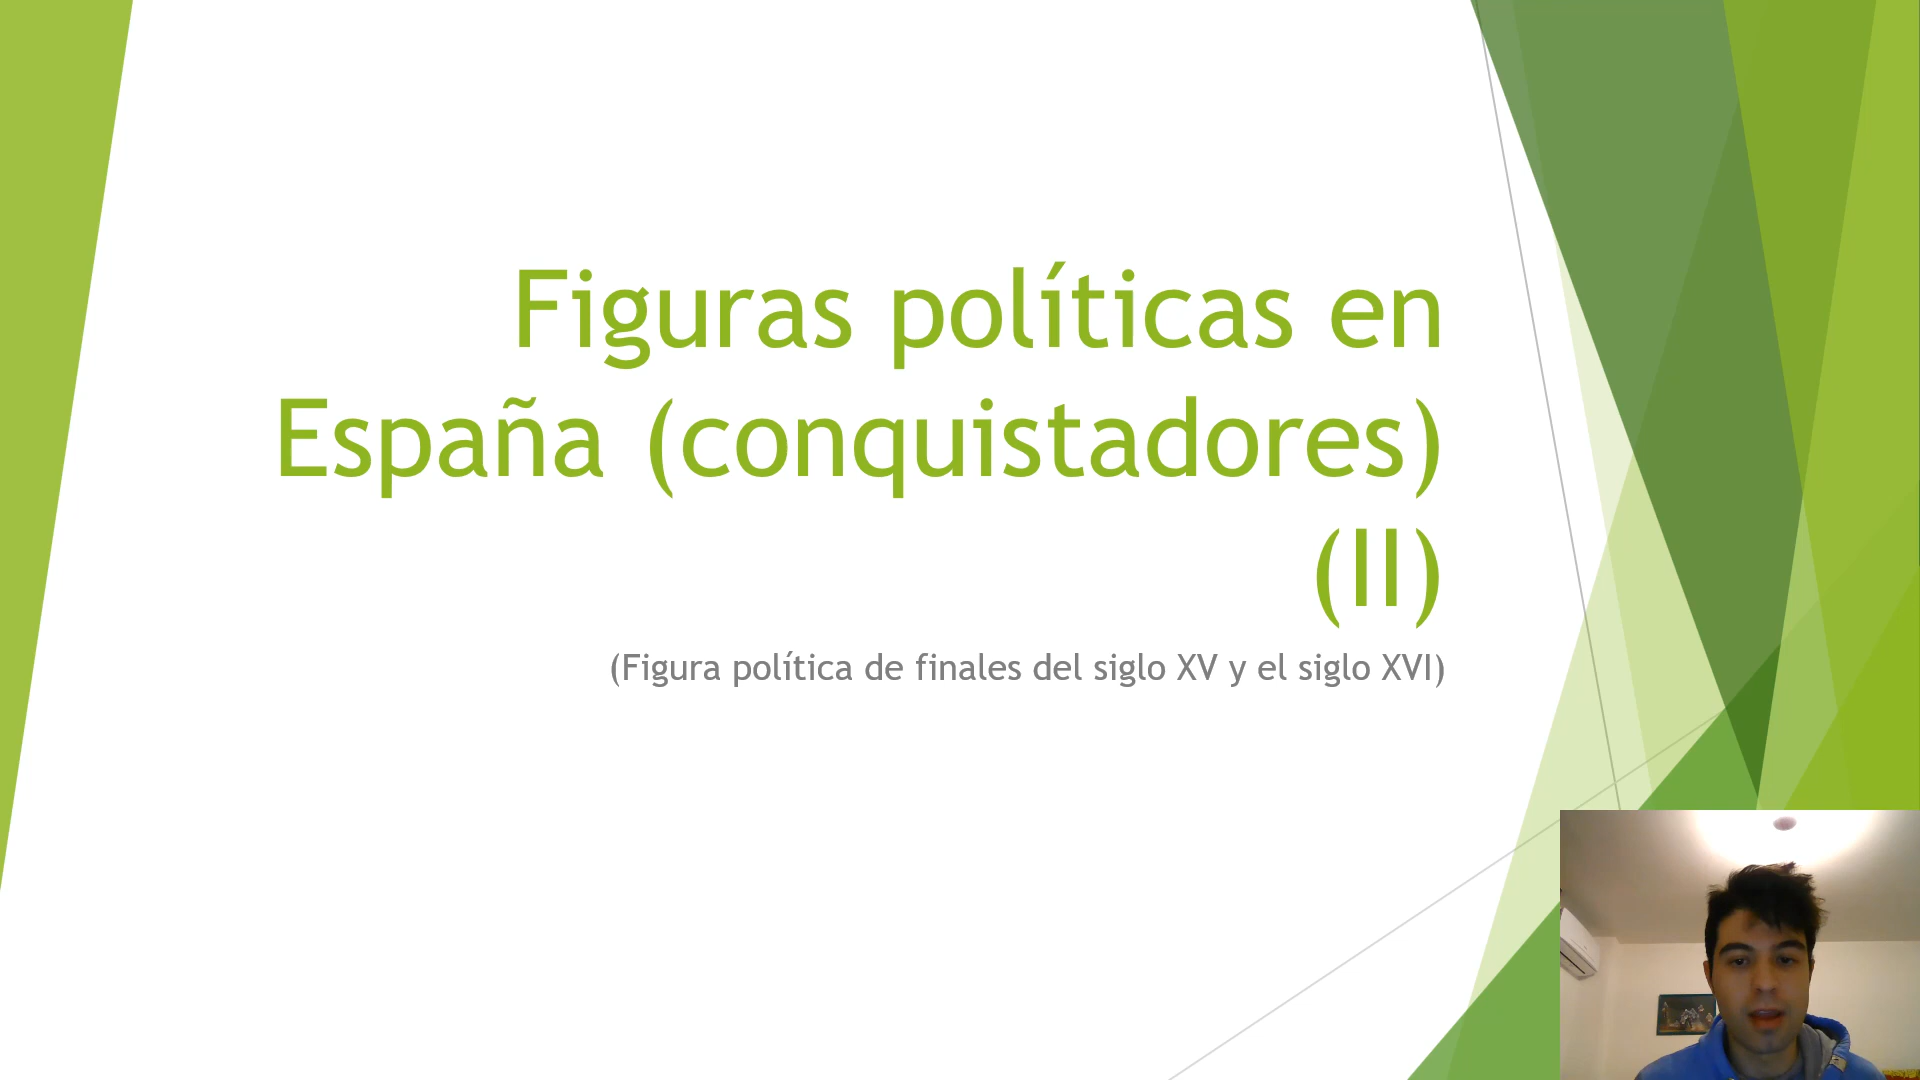 Figuras políticas en
España (conquistadores)
(II)
(Figura política de finales del siglo XV y el siglo XVI)